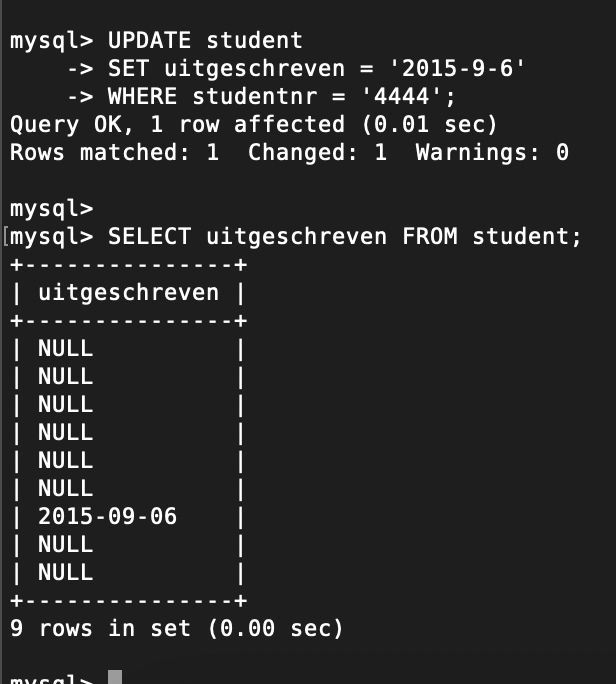 mysql> UPDATE student
    -> SET uitgeschreven = '2015-9-6'
    -> WHERE studentnr = '4444';
Query OK, 1 row affected (0.01 sec)
Rows matched: 1  Changed: 1  Warnings: 0

mysql>
[mysql> SELECT uitgeschreven FROM student;
+---------------+
| uitgeschreven |
+---------------+
| NULL          |
| NULL          |
| NULL          |
| NULL          |
| NULL          |
| NULL          |
| 2015-09-06    |
| NULL          |
| NULL          |
+---------------+
9 rows in set (0.00 sec)

mysql>